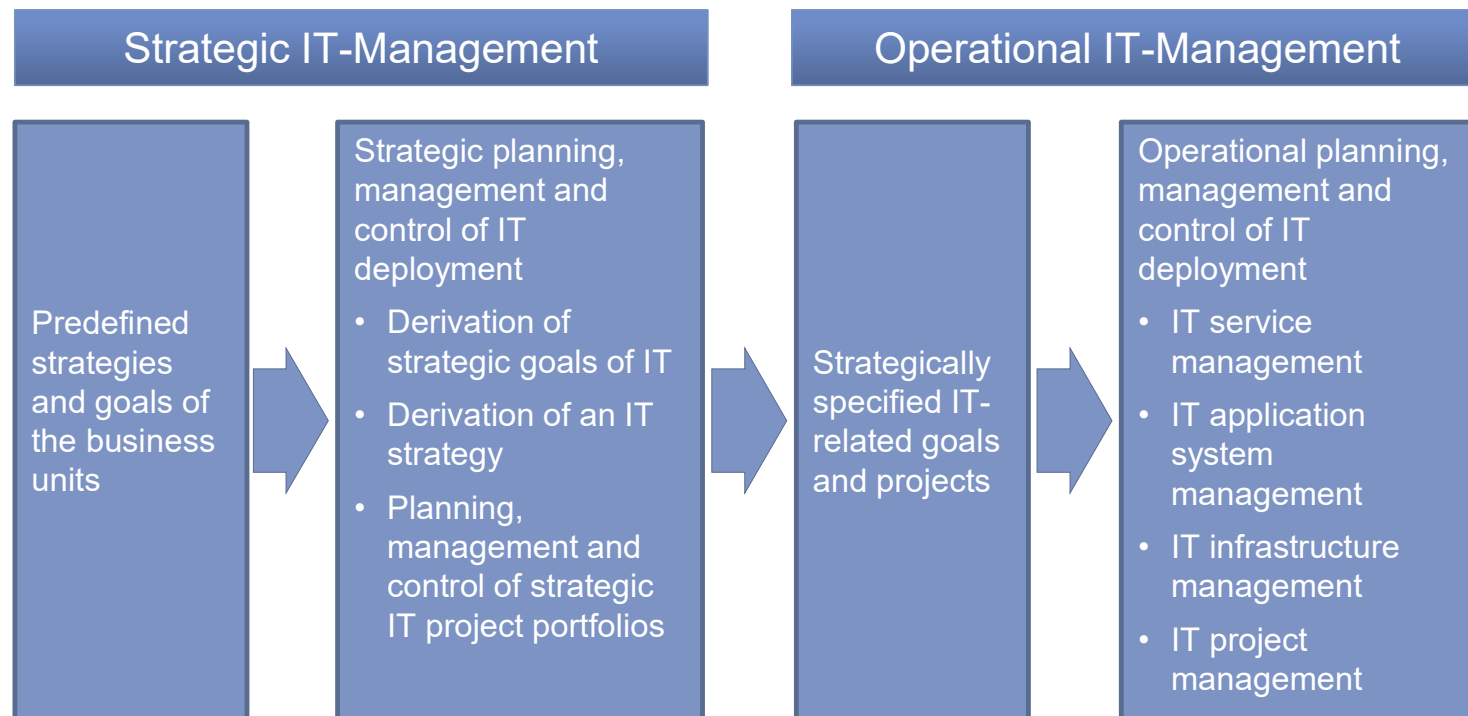 Strategic IT-Management
Operational IT-Management
Predefined
strategies
and goals of
the business
units
Strategic planning,
management and
control of IT
deployment
• Derivation of
strategic goals of IT
• Derivation of an IT
strategy
• Planning,
management and
control of strategic
IT project portfolios
Strategically
specified IT-
related goals
and projects
Operational planning,
management and
control of IT
deployment
• IT service
management
• IT application
system
management
• IT infrastructure
management
• IT project
management